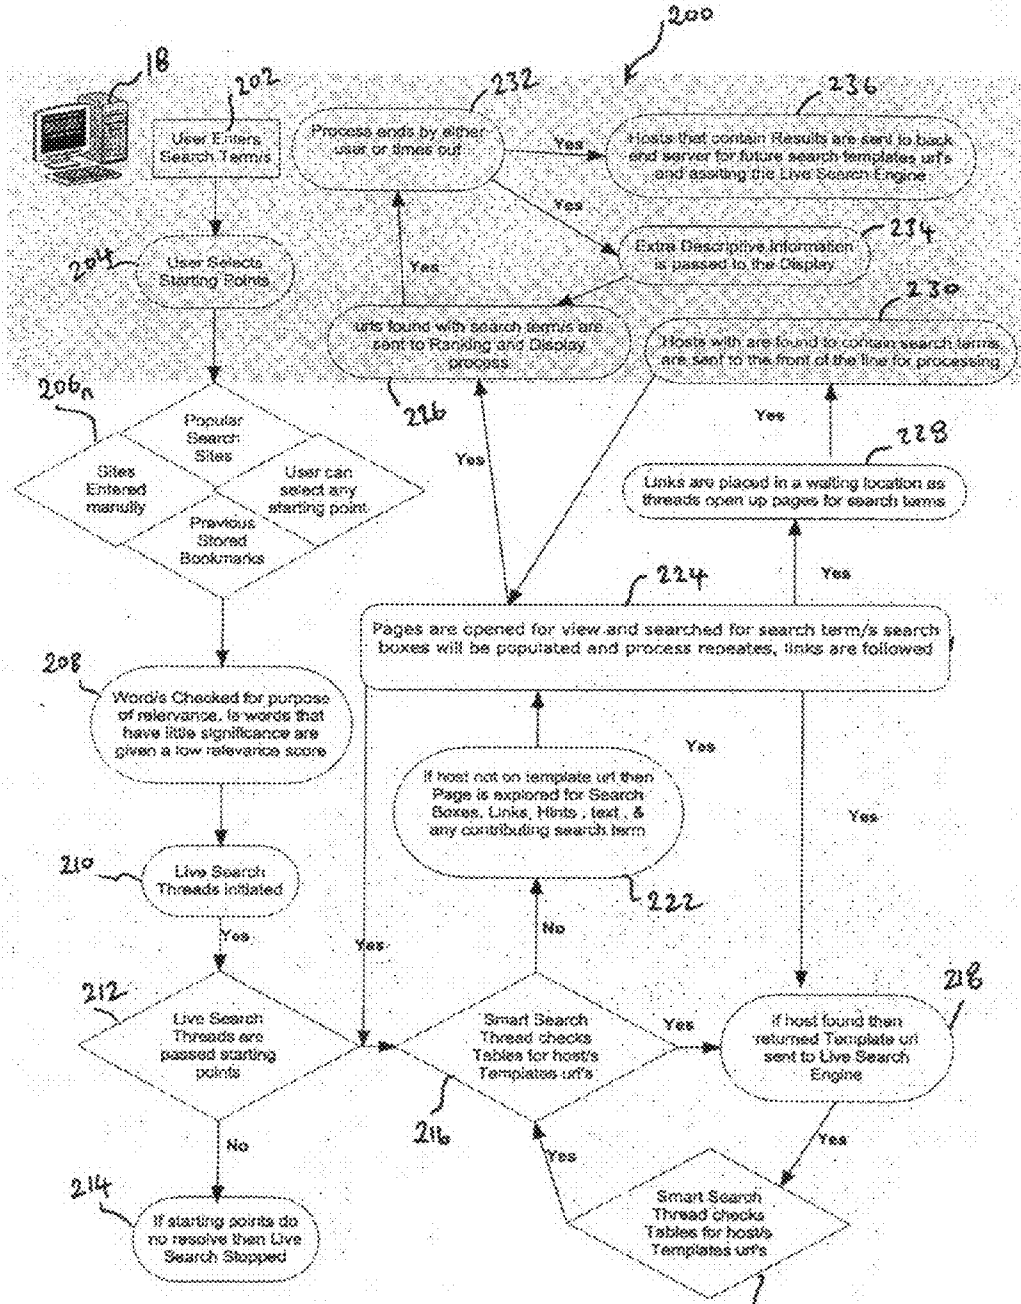 200
18
202
User Enters
Search Term/s
232
Process ends by either
user or times out
Yes
236
Hosts that contain Results are sent to back
end server for future search templates url's
and assiting the Live Search Engine
Yes
204
User Selects
Starting Points
234
Extra Descriptive Information
is passed to the Display
Yes
226
urls found with search term/s are
sent to Ranking and Display
process
230
Hosts with are found to contain search terms
are sent to the front of the line for processing
206n
Popular
Search
Sites
Sites
Entered
manully
User can
select any
starting point
Previous
Stored
Bookmarks
Yes
Yes
228
Links are placed in a waiting location as
threads open up pages for search terms
Yes
224
Pages are opened for view and searched for search term/s search
boxes will be populated and process repeates, links are followed
208
Word/s Checked for purpose
of relervance. Ie words that
have little significance are
given a low relevance score
Yes
If host not on template url then
Page is explored for Search
Boxes, Links, Hints , text , &
any contributing search term
222
Yes
210
Live Search
Threads initiated
Yes
Yes
No
212
Live Search
Threads are
passed starting
points
Smart Search
Thread checks
Tables for host/s
Templates url's
216
Yes
218
if host found then
returned Template url
sent to Live Search
Engine
No
Yes
Yes
214
If starting points do
no resolve then Live
Search Stopped
Smart Search
Thread checks
Tables for host/s
Templates url's